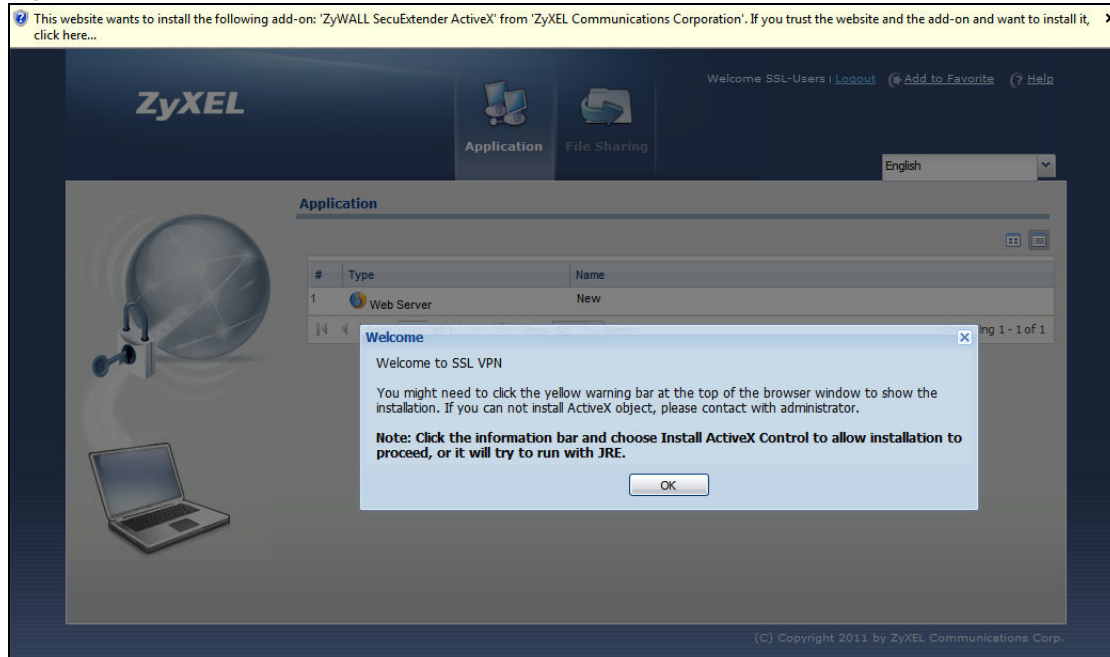 This website wants to install the following add-on: 'ZyWALL SecuExtender ActiveX' from 'ZyXEL Communications Corporation'. If you trust the website and the add-on and want to install it,
click here...
Welcome SSL-Users | Logout Add to Favorite ? Help
ZyXEL
Application File Sharing
English
Application
# Type Name
1 Web Server New
ing 1 - 1 of 1
Welcome
Welcome to SSL VPN
You might need to click the yellow warning bar at the top of the browser window to show the
installation. If you can not install ActiveX object, please contact with administrator.
Note: Click the information bar and choose Install ActiveX Control to allow installation to
proceed, or it will try to run with JRE.
OK
(C) Copyright 2011 by ZyXEL Communications Corp.